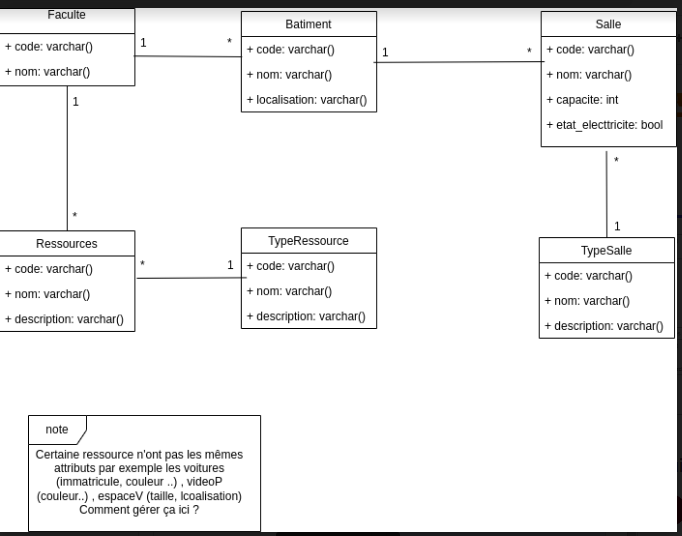 Faculte
+ code: varchar()
+ nom: varchar()
1
*
Batiment
+ code: varchar()
+ nom: varchar()
+ localisation: varchar()
1
*
Salle
+ code: varchar()
+ nom: varchar()
+ capacite: int
+ etat_electtricite: bool
1
*
*
1
Ressources
+ code: varchar()
+ nom: varchar()
+ description: varchar()
*
1
TypeRessource
+ code: varchar()
+ nom: varchar()
+ description: varchar()
TypeSalle
+ code: varchar()
+ nom: varchar()
+ description: varchar()
note
Certaine ressource n'ont pas les mêmes
attributs par exemple les voitures
(immatricule, couleur ..) , videoP
(couleur..) , espaceV (taille, lcoalisation)
Comment gérer ça ici ?